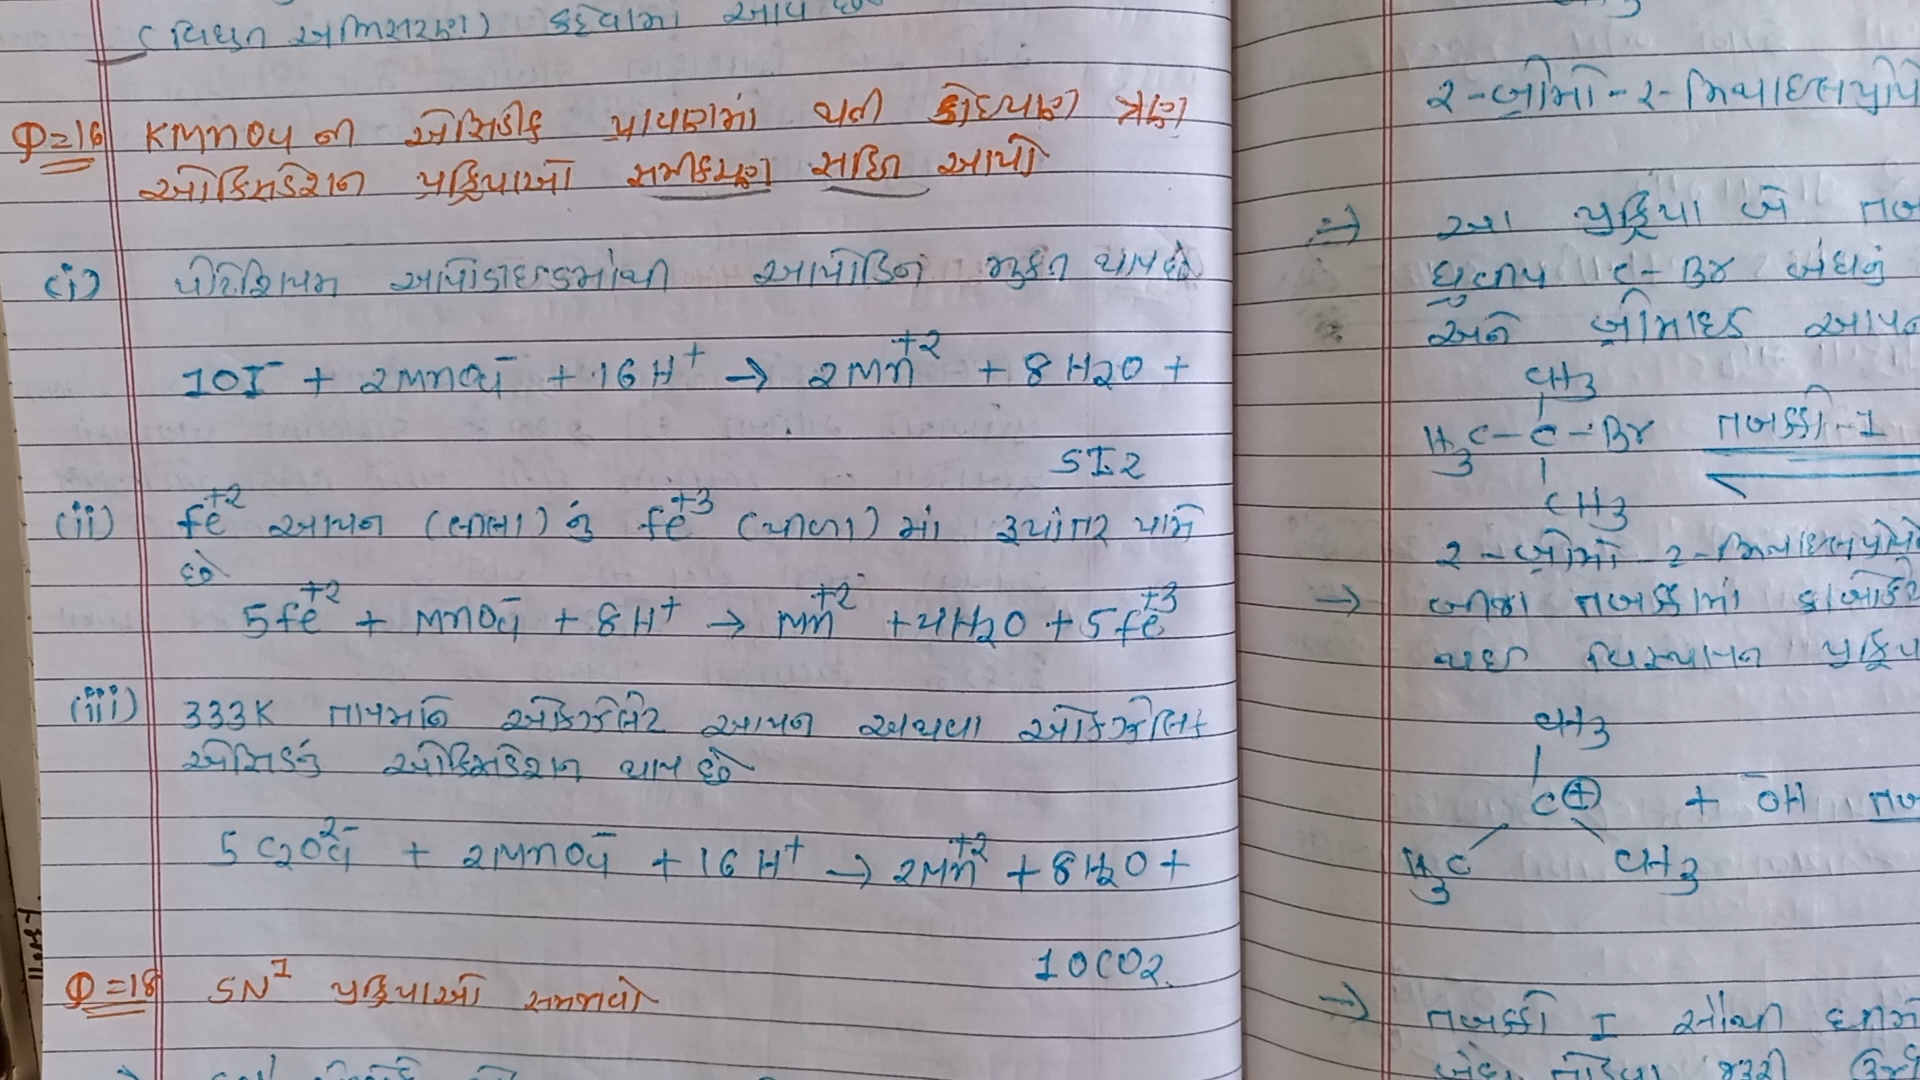 (વિધુત અભિસરણ) કહેવામાં આવે છે
Φ=16 KMnO4 ની એસિડીક દ્રાવણમાં થતી કોઇપણ ત્રણ
ઓક્સિડેશન પ્રક્રિયાઓ સમીકરણ સહિત આપો
(i) પોટેશિયમ આયોડાઇડમાંથી આયોડિન મુક્ત થાય છે
10I⁻ + 2MnO4⁻ + 16H⁺ → 2Mn⁺² + 8H2O +
5I2
(ii) fe⁺² આયન (લીલા) નું fe⁺³ (પીળા) માં રૂપાંતર પામે
છે
5fe⁺² + MnO4⁻ + 8H⁺ → Mn⁺² + 4H2O + 5fe⁺³
(iii) 333K તાપમાને ઓક્ઝેલેટ આયન અથવા ઓક્ઝેલિક
એસિડનું ઓક્સિડેશન થાય છે
5C2O4²⁻ + 2MnO4⁻ + 16H⁺ → 2Mn⁺² + 8H2O +
10CO2.
Φ=18 SN¹ પ્રક્રિયાઓ સમજાવો
2-બ્રોમો-2-મિથાઇલપ્રોપે
⇒ આ પ્રક્રિયા બે
ધ્રુવીય C-Br બંધનું
અને બ્રોમાઇડ આયન
CH3
H3C-C-Br તબક્કો-I
CH3
2-બ્રોમો 2-મિથાઇલપ્રોપે
→ બીજા તબક્કામાં
થઇ વિસ્થાપન પ્રક્રિયા
CH3
C⊕ + ŌH
H3C CH3
→ તબક્કો I સૌથી ધીમો